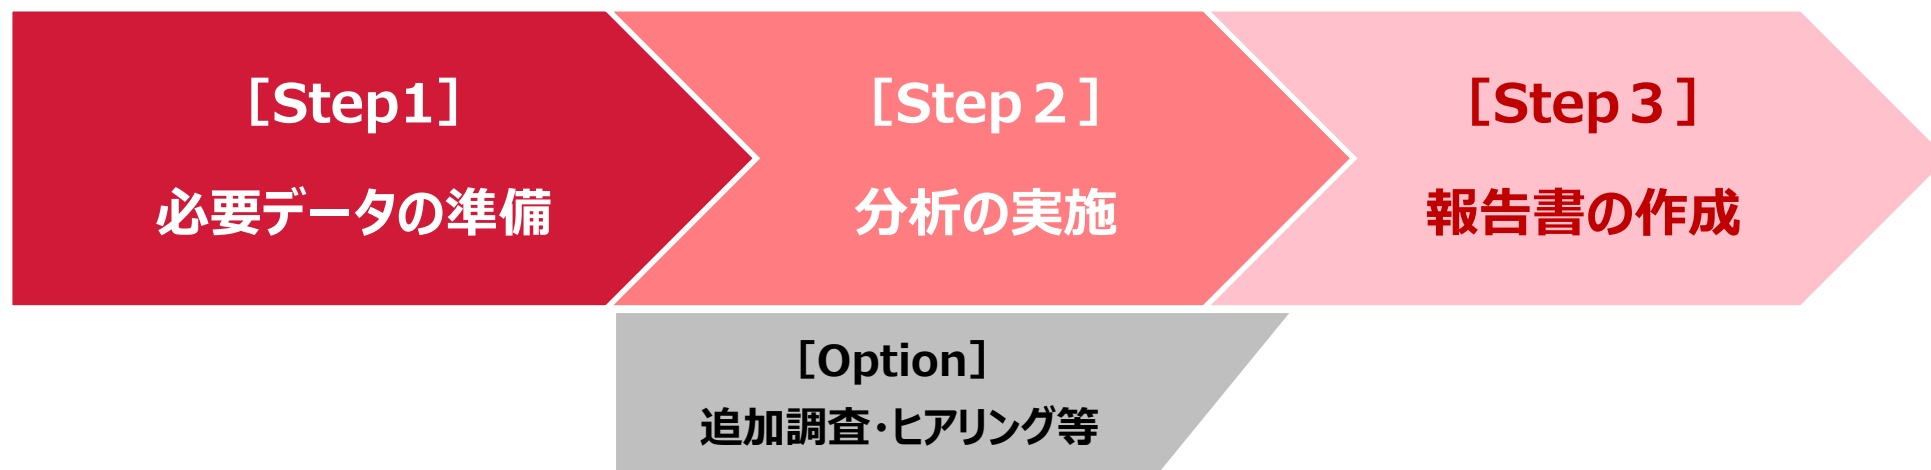 ［Step1］
必要データの準備
［Step２］
分析の実施
［Step３］
報告書の作成
［Option］
追加調査・ヒアリング等